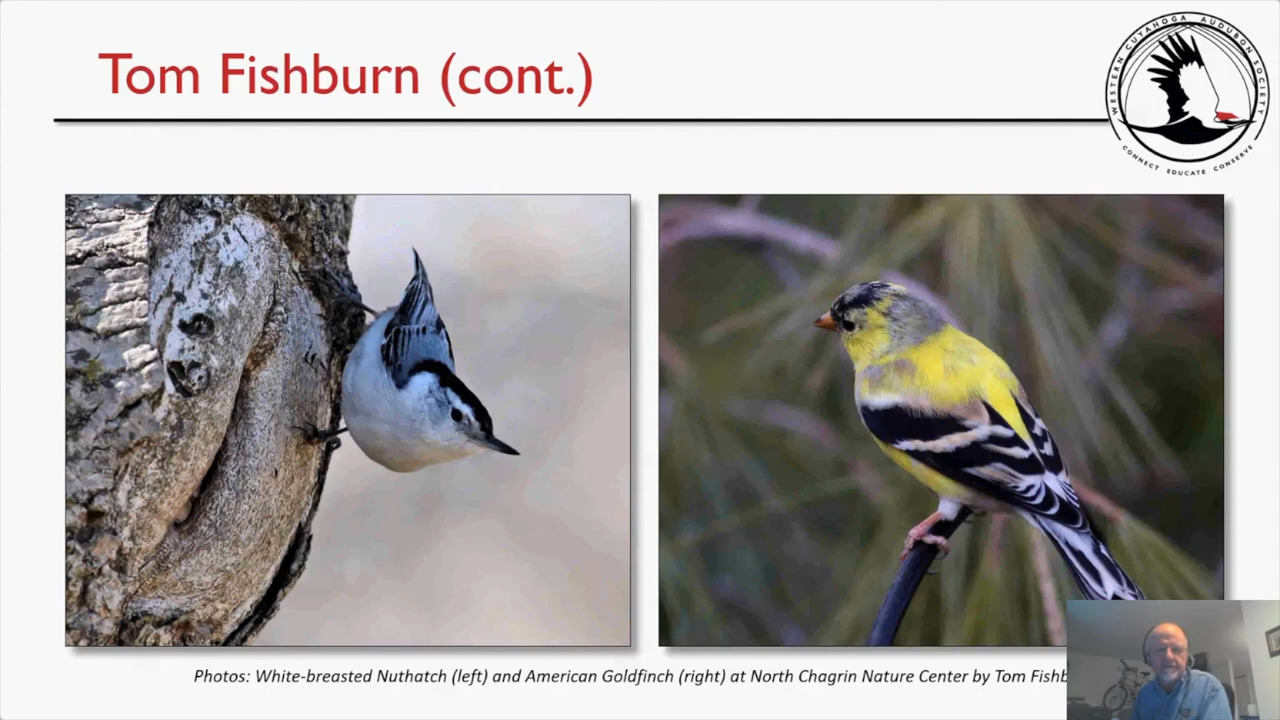 Tom Fishburn (cont.)
WESTERN CUYAHOGA AUDUBON SOCIETY
CONNECT EDUCATE CONSERVE
Photos: White-breasted Nuthatch (left) and American Goldfinch (right) at North Chagrin Nature Center by Tom